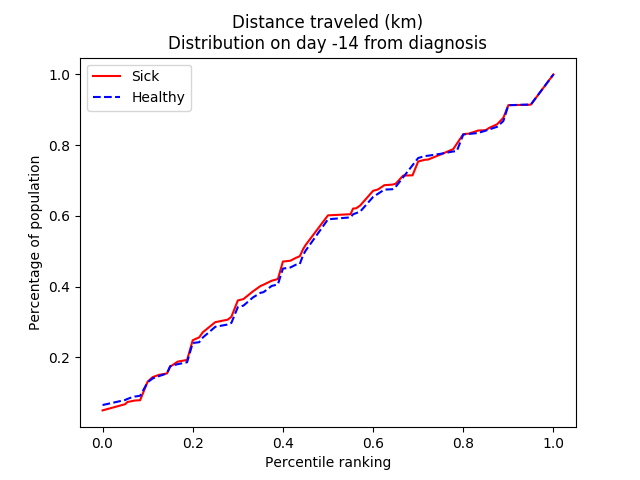 Distance traveled (km)
Distribution on day -14 from diagnosis
Sick
Healthy
Percentage of population
1.0
0.8
0.6
0.4
0.2
0.0 0.2 0.4 0.6 0.8 1.0
Percentile ranking